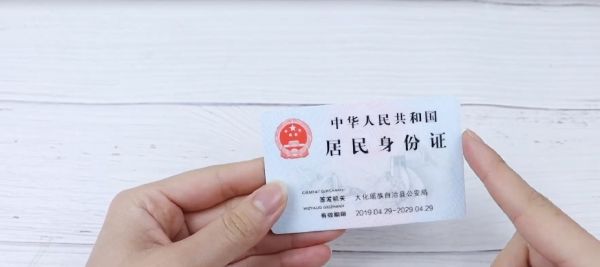 中华人民共和国
居民身份证
签发机关 大化瑶族自治县公安局
有效期限 2019.04.29-2029.04.29